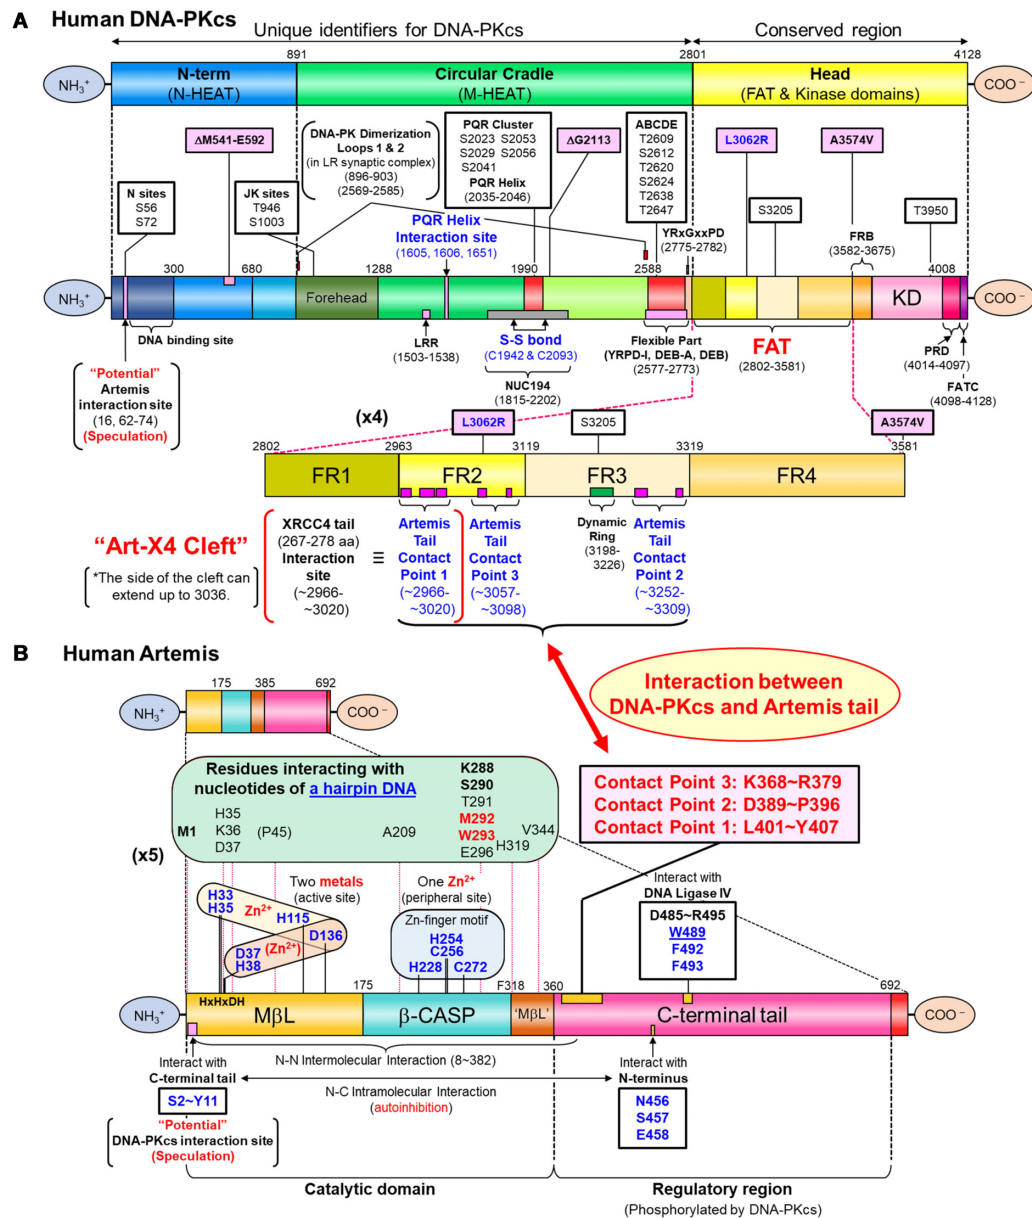 A Human DNA-PKcs
Unique identifiers for DNA-PKcs
Conserved region
891
2801
4128
NH3+
N-term
(N-HEAT)
Circular Cradle
(M-HEAT)
Head
(FAT & Kinase domains)
COO−
N sites
S56
S72
ΔM541-E592
JK sites
T946
S1003
DNA-PK Dimerization
Loops 1 & 2
(in LR synaptic complex)
(896-903)
(2569-2585)
PQR Cluster
S2023 S2053
S2029 S2056
S2041
PQR Helix
(2035-2046)
ΔG2113
ABCDE
T2609
S2612
T2620
S2624
T2638
T2647
L3062R
S3205
A3574V
T3950
PQR Helix
Interaction site
(1605, 1606, 1651)
YRxGxxPD
(2775-2782)
FRB
(3582-3675)
300
680
1288
1990
2588
4008
NH3+
Forehead
KD
COO−
DNA binding site
LRR
(1503-1538)
S-S bond
(C1942 & C2093)
NUC194
(1815-2202)
Flexible Part
(YRPD-I, DEB-A, DEB)
(2577-2773)
FAT
(2802-3581)
PRD
(4014-4097)
FATC
(4098-4128)
"Potential"
Artemis
interaction site
(16, 62-74)
(Speculation)
(x4)
L3062R
S3205
A3574V
2802
2963
3119
3319
3581
FR1
FR2
FR3
FR4
"Art-X4 Cleft"
*The side of the cleft can
extend up to 3036.
XRCC4 tail
(267-278 aa)
Interaction
site
(~2966-
~3020)
≡
Artemis
Tail
Contact
Point 1
(~2966-
~3020)
Artemis
Tail
Contact
Point 3
(~3057-
~3098)
Dynamic
Ring
(3198-
3226)
Artemis
Tail
Contact
Point 2
(~3252-
~3309)
B Human Artemis
Interaction between
DNA-PKcs and Artemis tail
175
385
692
NH3+
COO−
Contact Point 3: K368~R379
Contact Point 2: D389~P396
Contact Point 1: L401~Y407
Residues interacting with
nucleotides of a hairpin DNA
M1
H35
K36
D37
(P45)
A209
K288
S290
T291
M292
W293
E296
H319
V344
(x5)
Two metals
(active site)
One Zn2+
(peripheral site)
H33
H35
Zn2+
H115
D136
D37
H38
(Zn2+)
Zn-finger motif
H254
C256
H228
C272
Interact with
DNA Ligase IV
D485~R495
W489
F492
F493
175
F318
360
692
NH3+
HxHxDH
MβL
β-CASP
'MβL'
C-terminal tail
COO−
N-N Intermolecular Interaction (8~382)
Interact with
C-terminal tail
S2~Y11
N-C Intramolecular Interaction
(autoinhibition)
Interact with
N-terminus
N456
S457
E458
"Potential"
DNA-PKcs interaction site
(Speculation)
Catalytic domain
Regulatory region
(Phosphorylated by DNA-PKcs)